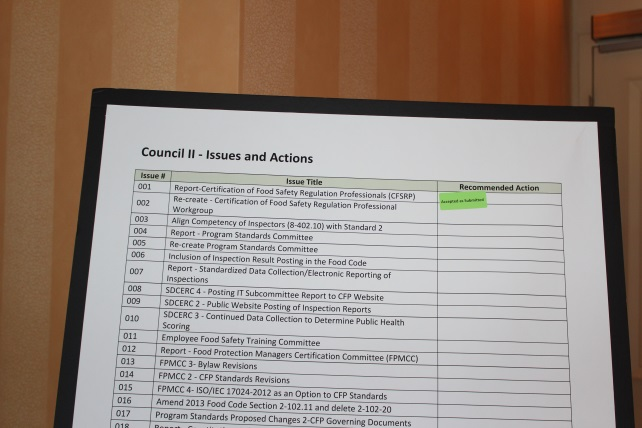 Council II - Issues and Actions
Issue # Issue Title Recommended Action
001 Report-Certification of Food Safety Regulation Professionals (CFSRP) Accepted as Submitted
002 Re-create - Certification of Food Safety Regulation Professional
Workgroup
003 Align Competency of Inspectors (8-402.10) with Standard 2
004 Report - Program Standards Committee
005 Re-create Program Standards Committee
006 Inclusion of Inspection Result Posting in the Food Code
007 Report - Standardized Data Collection/Electronic Reporting of
Inspections
008 SDCERC 4 - Posting IT Subcommittee Report to CFP Website
009 SDCERC 2 - Public Website Posting of Inspection Reports
010 SDCERC 3 - Continued Data Collection to Determine Public Health
Scoring
011 Employee Food Safety Training Committee
012 Report - Food Protection Managers Certification Committee (FPMCC)
013 FPMCC 3- Bylaw Revisions
014 FPMCC 2 - CFP Standards Revisions
015 FPMCC 4- ISO/IEC 17024-2012 as an Option to CFP Standards
016 Amend 2013 Food Code Section 2-102.11 and delete 2-102-20
017 Program Standards Proposed Changes 2-CFP Governing Documents
018